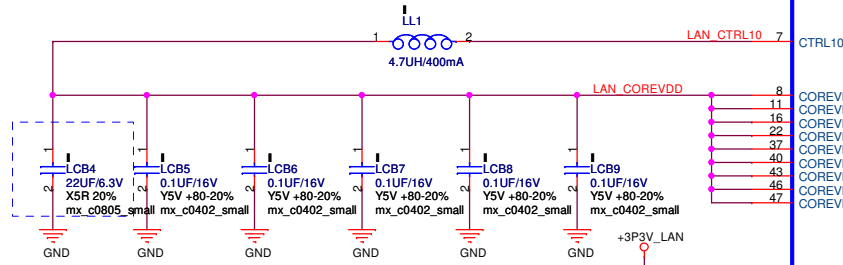 LL1
1 2 LAN_CTRL10 7 CTRL10
4.7UH/400mA
LAN_COREVDD 8 COREV
11 COREV
16 COREV
22 COREV
37 COREV
40 COREV
43 COREV
46 COREV
47 COREV
1 1 1 1 1 1
LCB4 LCB5 LCB6 LCB7 LCB8 LCB9
22UF/6.3V 0.1UF/16V 0.1UF/16V 0.1UF/16V 0.1UF/16V 0.1UF/16V
2 2 2 2 2 2
X5R 20% Y5V +80-20% Y5V +80-20% Y5V +80-20% Y5V +80-20% Y5V +80-20%
mx_c0805_small mx_c0402_small mx_c0402_small mx_c0402_small mx_c0402_small mx_c0402_small
+3P3V_LAN
GND GND GND GND GND GND